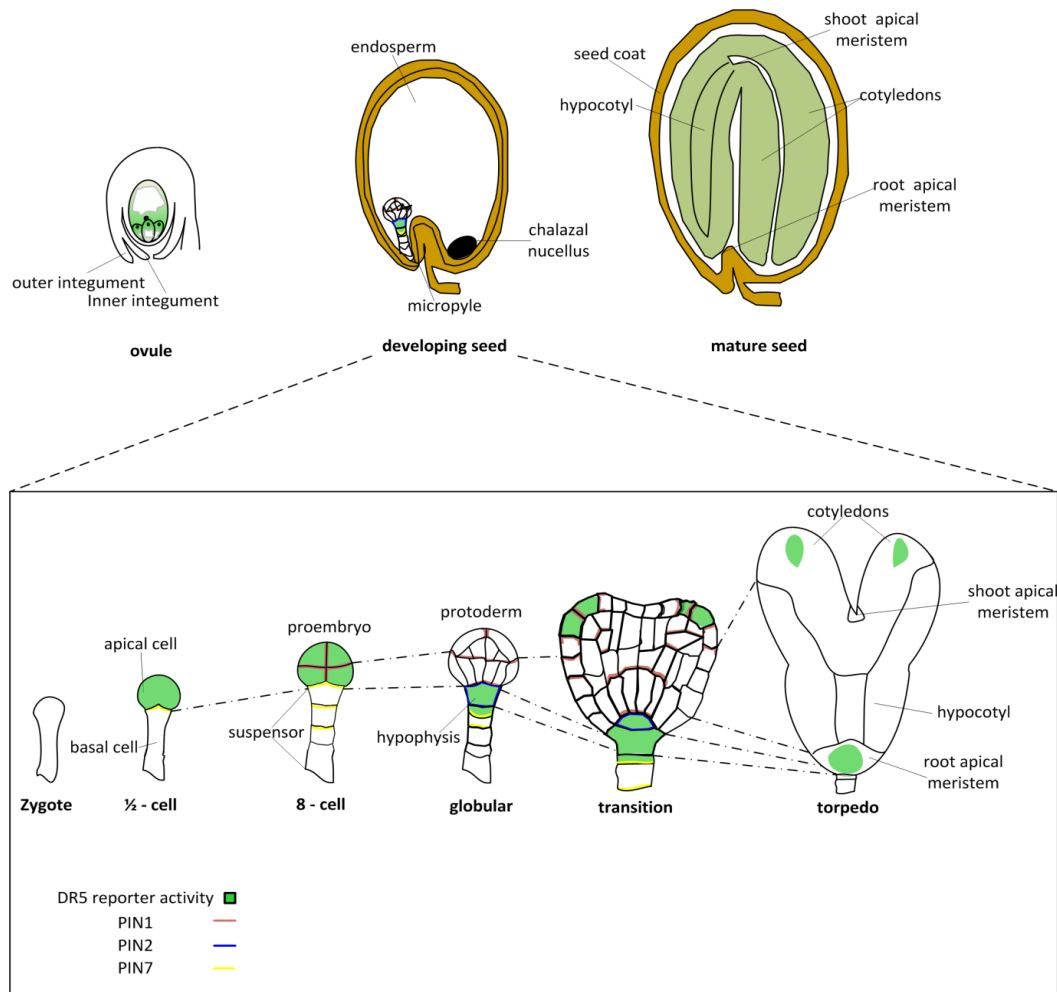 shoot apical
meristem
endosperm
seed coat
hypocotyl
cotyledons
root apical
meristem
chalazal
nucellus
outer integument
Inner integument
micropyle
ovule
developing seed
mature seed
cotyledons
shoot apical
meristem
protoderm
proembryo
apical cell
hypocotyl
suspensor
basal cell
hypophysis
root apical
meristem
Zygote
½ - cell
8 - cell
globular
transition
torpedo
DR5 reporter activity
PIN1
PIN2
PIN7